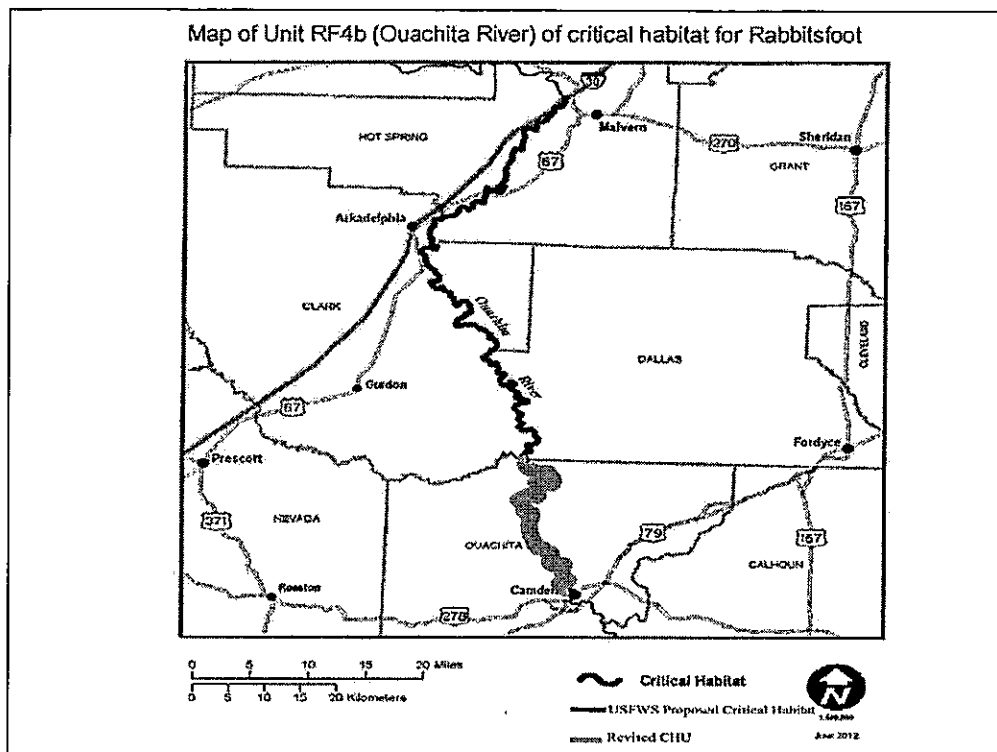 Map of Unit RF4b (Ouachita River) of critical habitat for Rabbitsfoot
30
Malvern
HOT SPRING
270
Sheridan
GRANT
67
167
Arkadelphia
CLARK
Ouachita
River
DALLAS
CLEVELAND
Gurdon
67
Fordyce
Prescott
371
NEVADA
OUACHITA
79
167
CALHOUN
Rosston
Camden
278
0 5 10 15 20 Miles
0 5 10 15 20 Kilometers
Critical Habitat
USFWS Proposed Critical Habitat
Revised CHU
N
June 2012